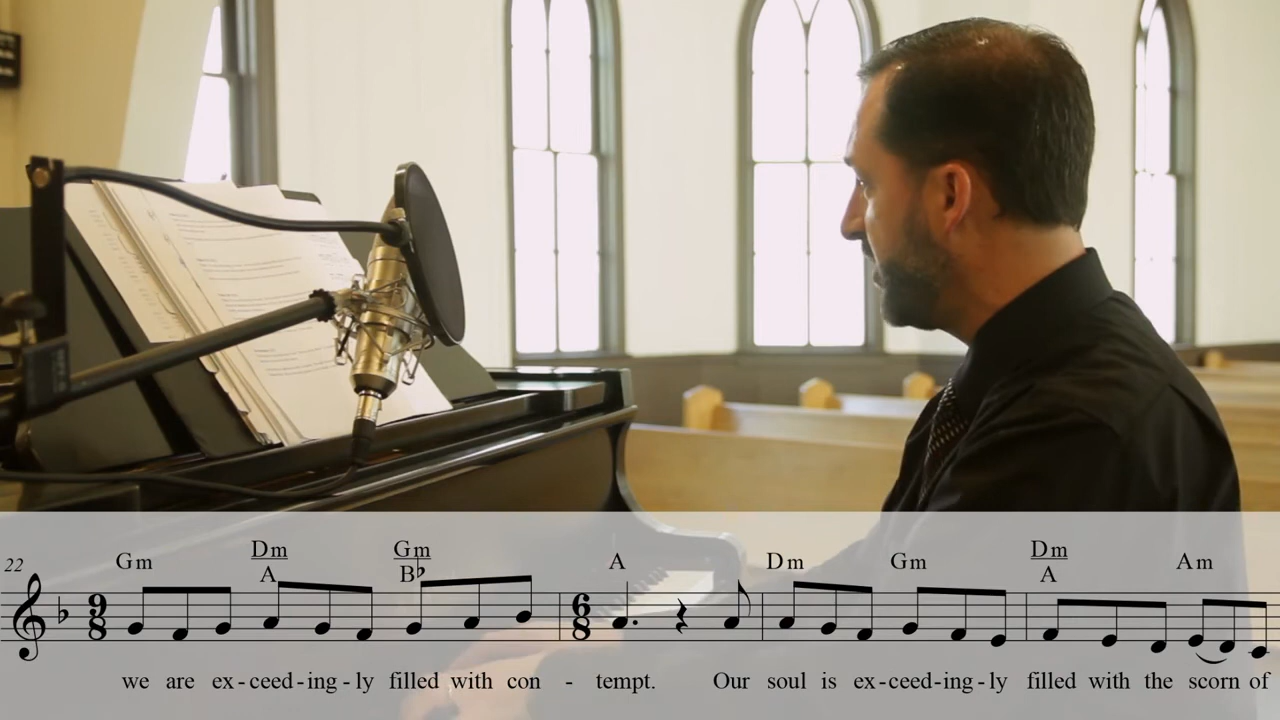 22
Gm Dm/A Gm/B♭ A Dm Gm Dm/A Am
9/8 6/8
we are ex - ceed - ing - ly filled with con - tempt. Our soul is ex - ceed - ing - ly filled with the scorn of